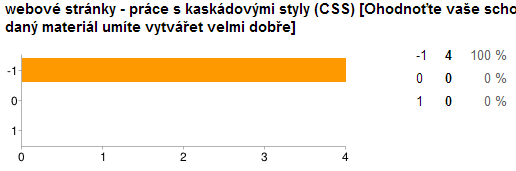 webové stránky - práce s kaskádovými styly (CSS) [Ohodnoťte vaše scho
daný materiál umíte vytvářet velmi dobře]
-1 4 100 %
0 0 0 %
1 0 0 %
-1
0
1
0 1 2 3 4